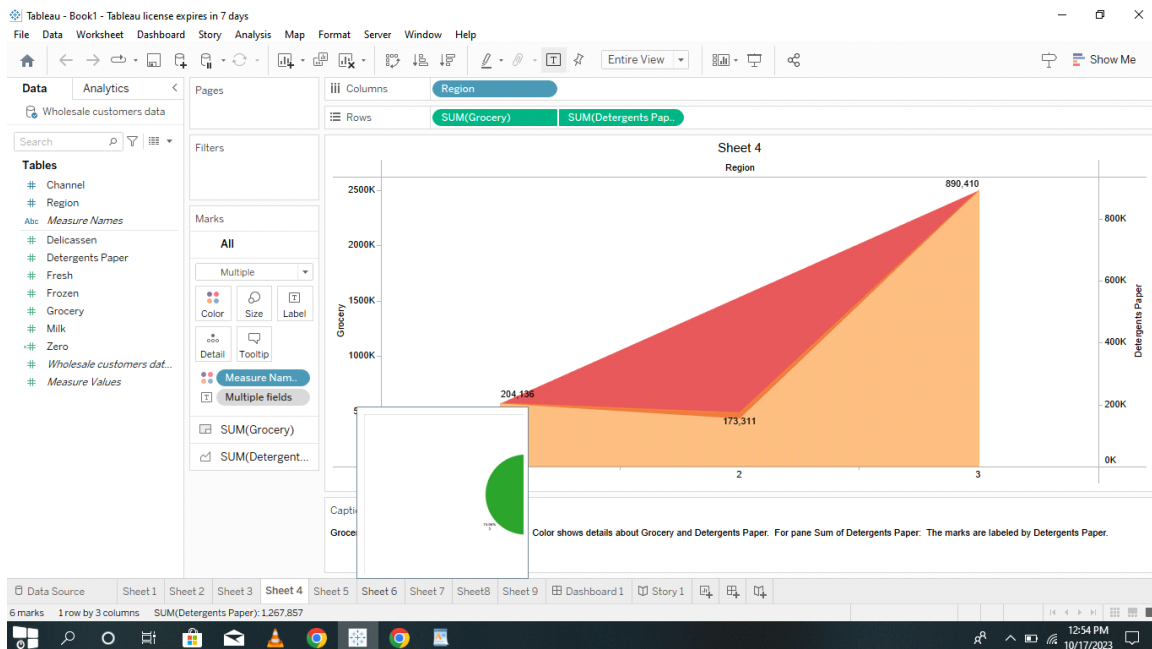 Tableau - Book1 - Tableau license expires in 7 days
File Data Worksheet Dashboard Story Analysis Map Format Server Window Help
Entire View
Show Me
Data Analytics
Wholesale customers data
Search
Tables
Channel
Region
Abc Measure Names
Delicassen
Detergents Paper
Fresh
Frozen
Grocery
Milk
Zero
Wholesale customers dat...
Measure Values
Pages
Filters
Marks
All
Multiple
Color Size Label
Detail Tooltip
Measure Nam..
Multiple fields
SUM(Grocery)
SUM(Detergent...
Columns Region
Rows SUM(Grocery) SUM(Detergents Pap..
Sheet 4
Region
2500K
2000K
1500K
1000K
Grocery
890,410
204,136
173,311
2 3
800K
600K
400K
200K
0K
Detergents Paper
Color shows details about Grocery and Detergents Paper. For pane Sum of Detergents Paper: The marks are labeled by Detergents Paper.
Data Source Sheet 1 Sheet 2 Sheet 3 Sheet 4 Sheet 5 Sheet 6 Sheet 7 Sheet8 Sheet 9 Dashboard 1 Story 1
6 marks 1 row by 3 columns SUM(Detergents Paper): 1,267,857
12:54 PM
10/17/2023